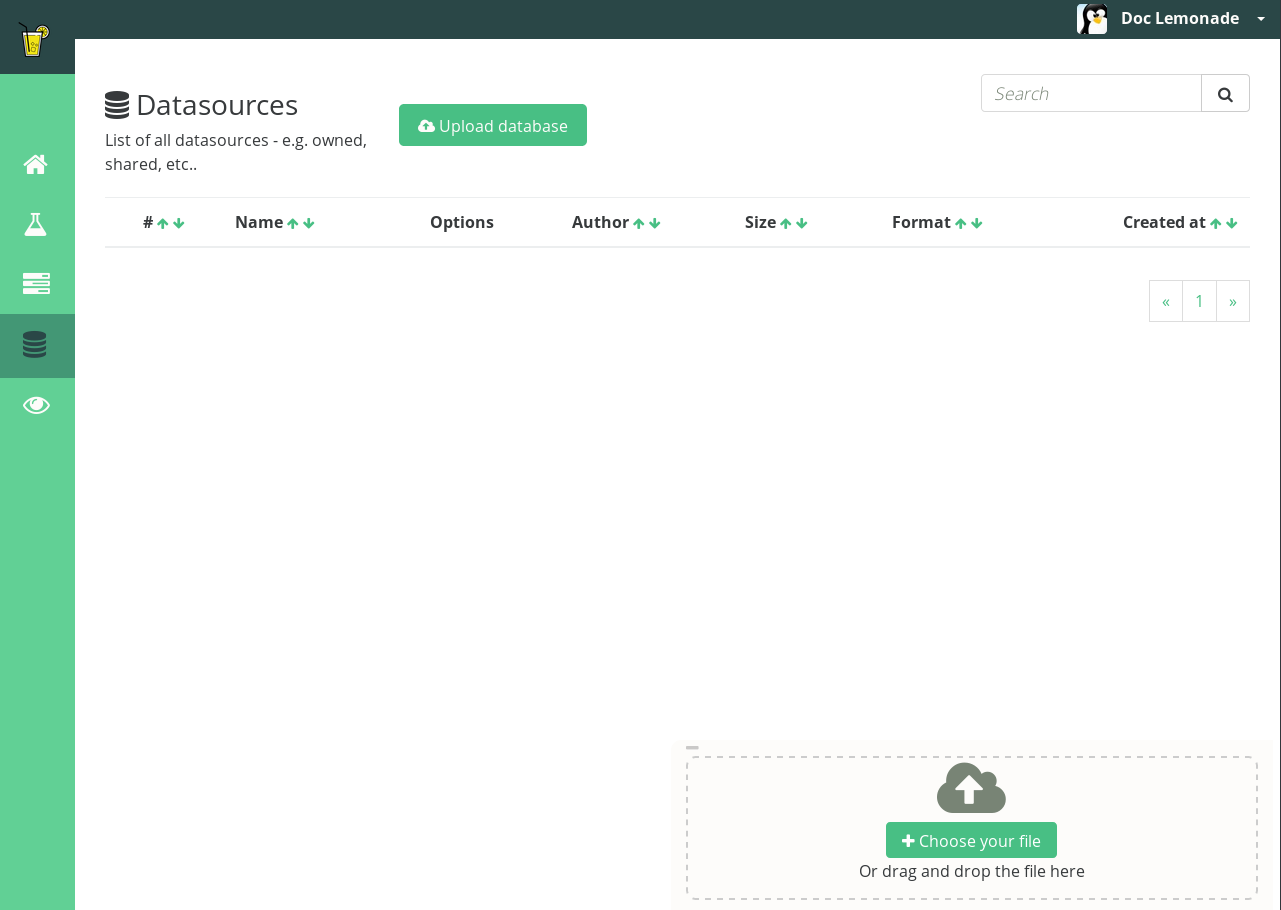 Doc Lemonade
Search
Datasources
List of all datasources - e.g. owned,
shared, etc..
Upload database
# Name Options Author Size Format Created at
« 1 »
Choose your file
Or drag and drop the file here